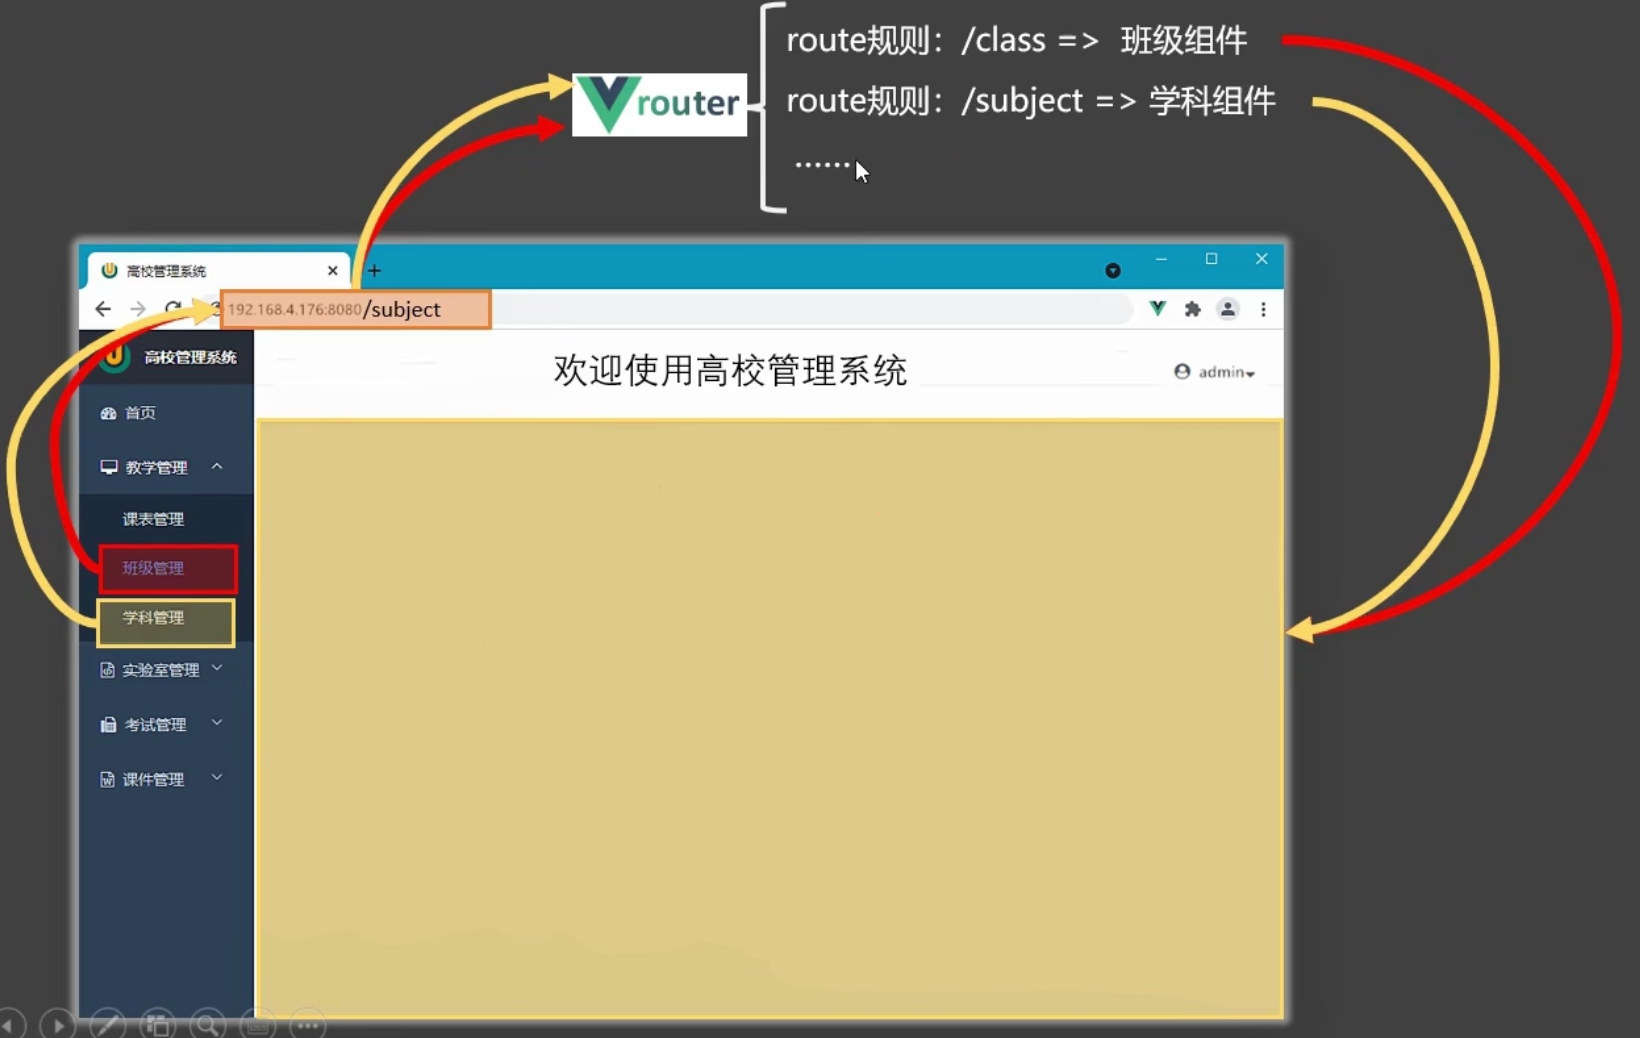 route规则：/class => 班级组件
router
route规则：/subject => 学科组件
······
高校管理系统
192.168.4.176:8080/subject
高校管理系统
欢迎使用高校管理系统
admin
首页
教学管理
课表管理
班级管理
学科管理
实验室管理
考试管理
课件管理